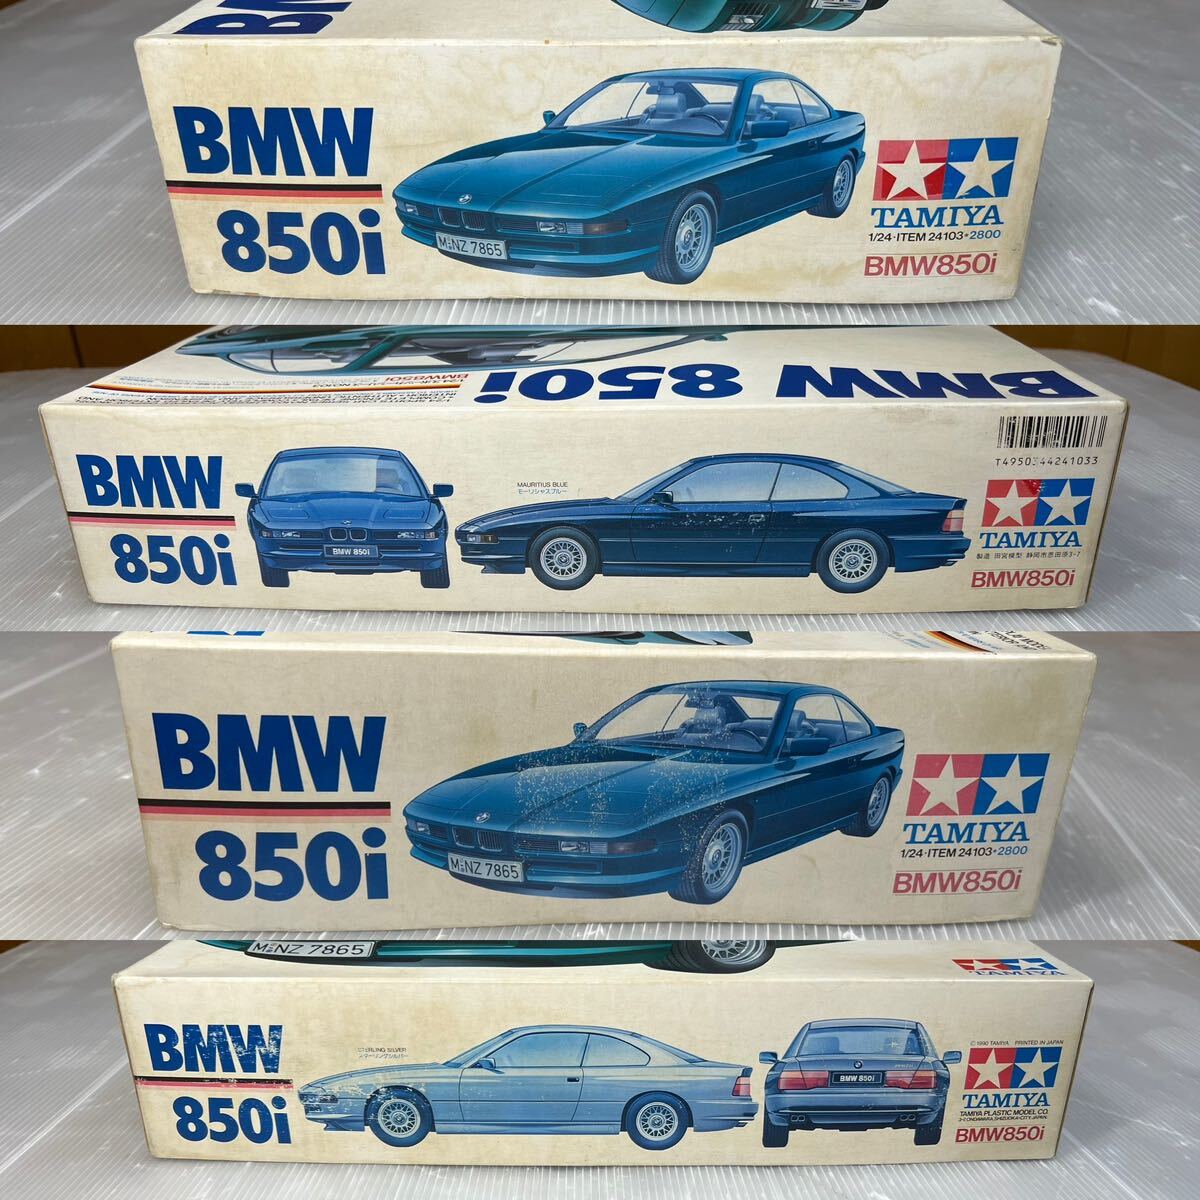 BMW
850i
M NZ 7865
TAMIYA
1/24・ITEM 24103★2800
BMW850i
BMW 850i
BMW850i
BMW
850i
BMW 850i
MAURITIUS BLUE
モーリシャスブルー
T4950344241033
TAMIYA
製造 田宮模型 静岡市恩田原3-7
BMW850i
BMW
850i
M NZ 7865
TAMIYA
1/24・ITEM 24103★2800
BMW850i
M NZ 7865
TAMIYA
BMW
850i
STERLING SILVER
スターリングシルバー
BMW 850i
© 1990 TAMIYA PRINTED IN JAPAN
TAMIYA
TAMIYA PLASTIC MODEL CO.
3-7, ONDAWARA, SHIZUOKA-CITY, JAPAN.
BMW850i